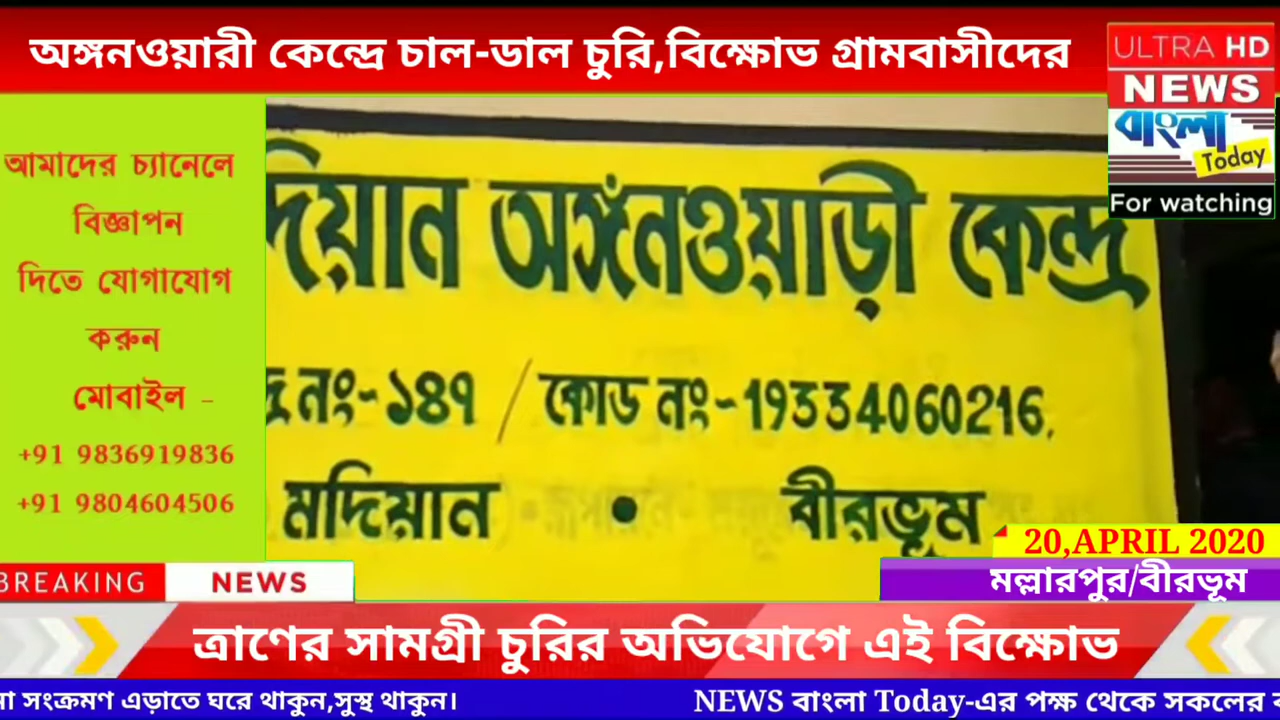 অঙ্গনওয়ারী কেন্দ্রে চাল-ডাল চুরি,বিক্ষোভ গ্রামবাসীদের
ULTRA HD
NEWS
বাংলা
Today
For watching
আমাদের চ্যানেলে
বিজ্ঞাপন
দিতে যোগাযোগ
করুন
মোবাইল -
+91 9836919836
+91 9804604506
দিয়ান অঙ্গনওয়াড়ী কেন্দ্র
নং-১৪৭ / কোড নং-19334060216.
মদিয়ান • বীরভূম
20,APRIL 2020
মল্লারপুর/বীরভূম
BREAKING NEWS
ত্রাণের সামগ্রী চুরির অভিযোগে এই বিক্ষোভ
সংক্রমণ এড়াতে ঘরে থাকুন,সুস্থ থাকুন। NEWS বাংলা Today-এর পক্ষ থেকে সকলের